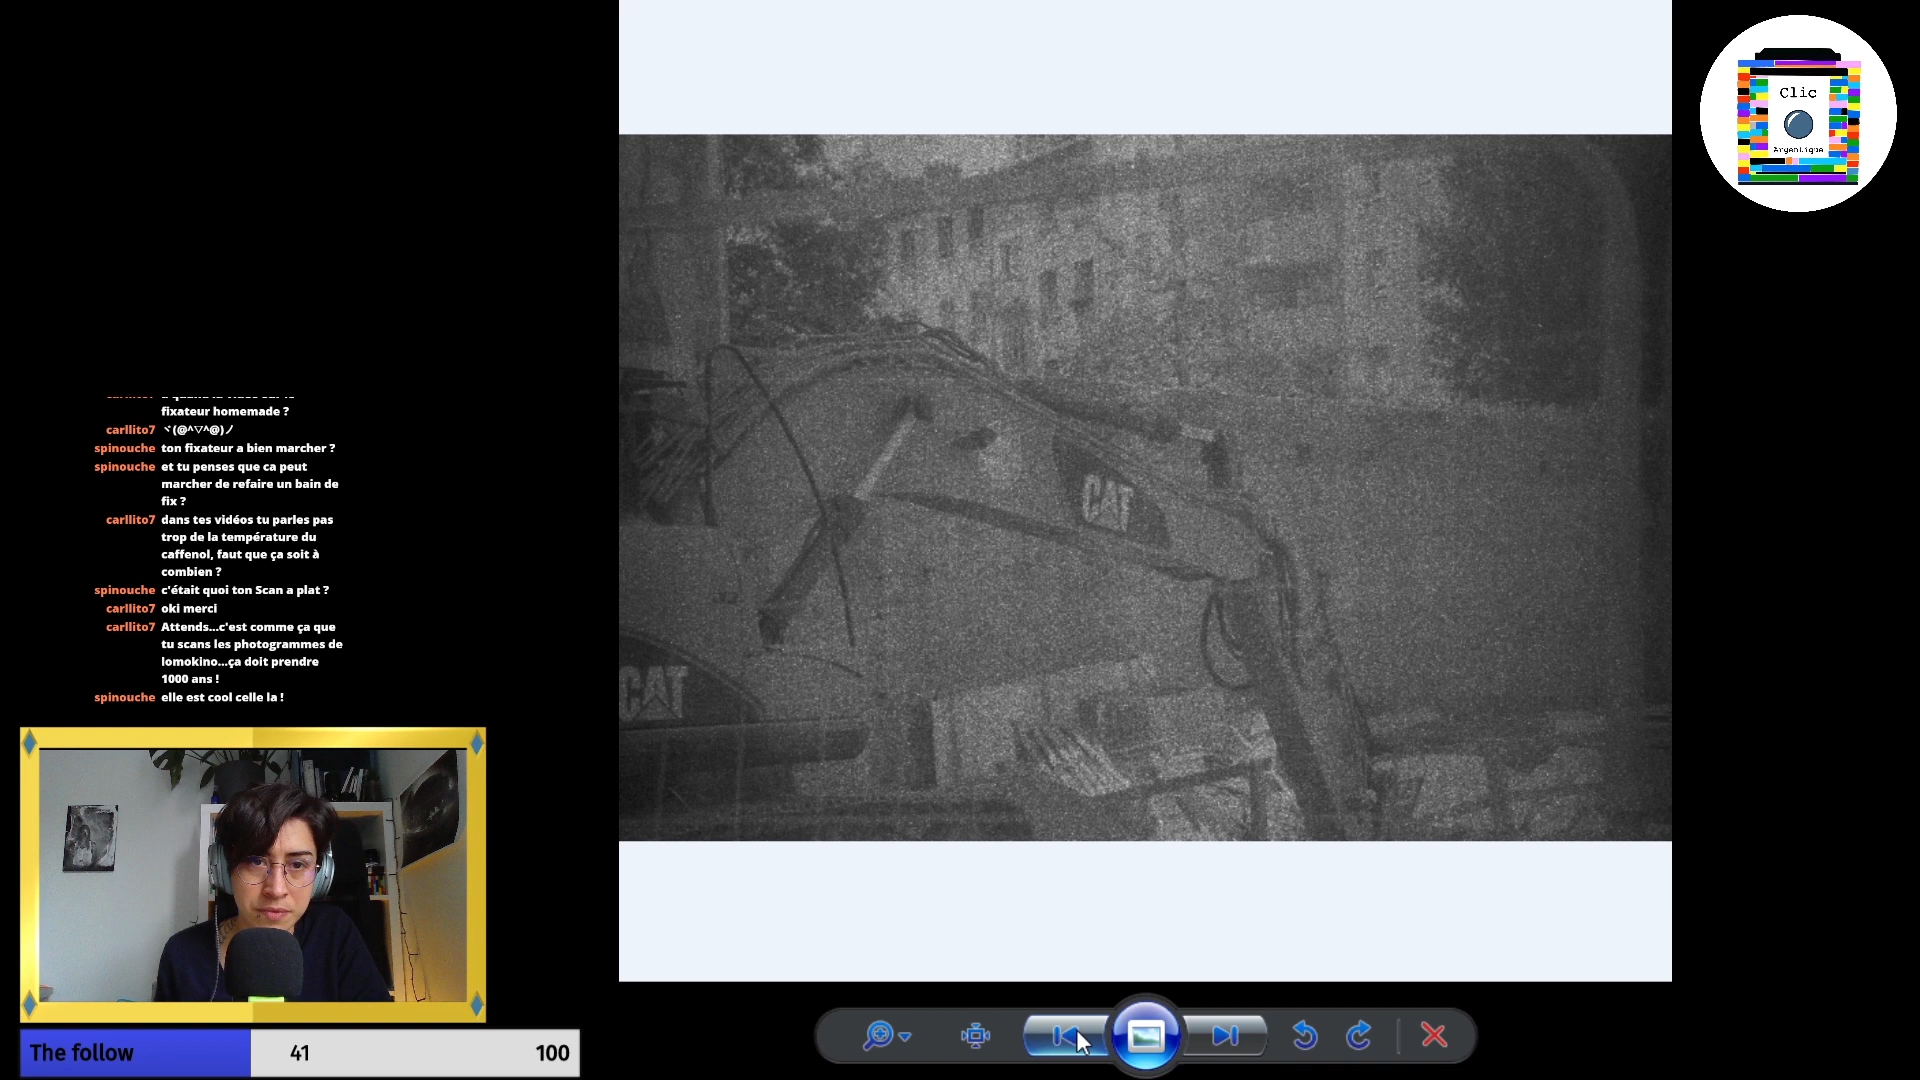 fixateur homemade ?
carllito7 ヾ(@^▽^@)ノ
spinouche ton fixateur a bien marcher ?
spinouche et tu penses que ca peut
marcher de refaire un bain de
fix ?
carllito7 dans tes vidéos tu parles pas
trop de la température du
caffenol, faut que ça soit à
combien ?
spinouche c'était quoi ton Scan a plat ?
carllito7 oki merci
carllito7 Attends...c'est comme ça que
tu scans les photogrammes de
lomokino...ça doit prendre
1000 ans !
spinouche elle est cool celle la !
The follow 41 100
CAT
CAT
Clic
Argentique